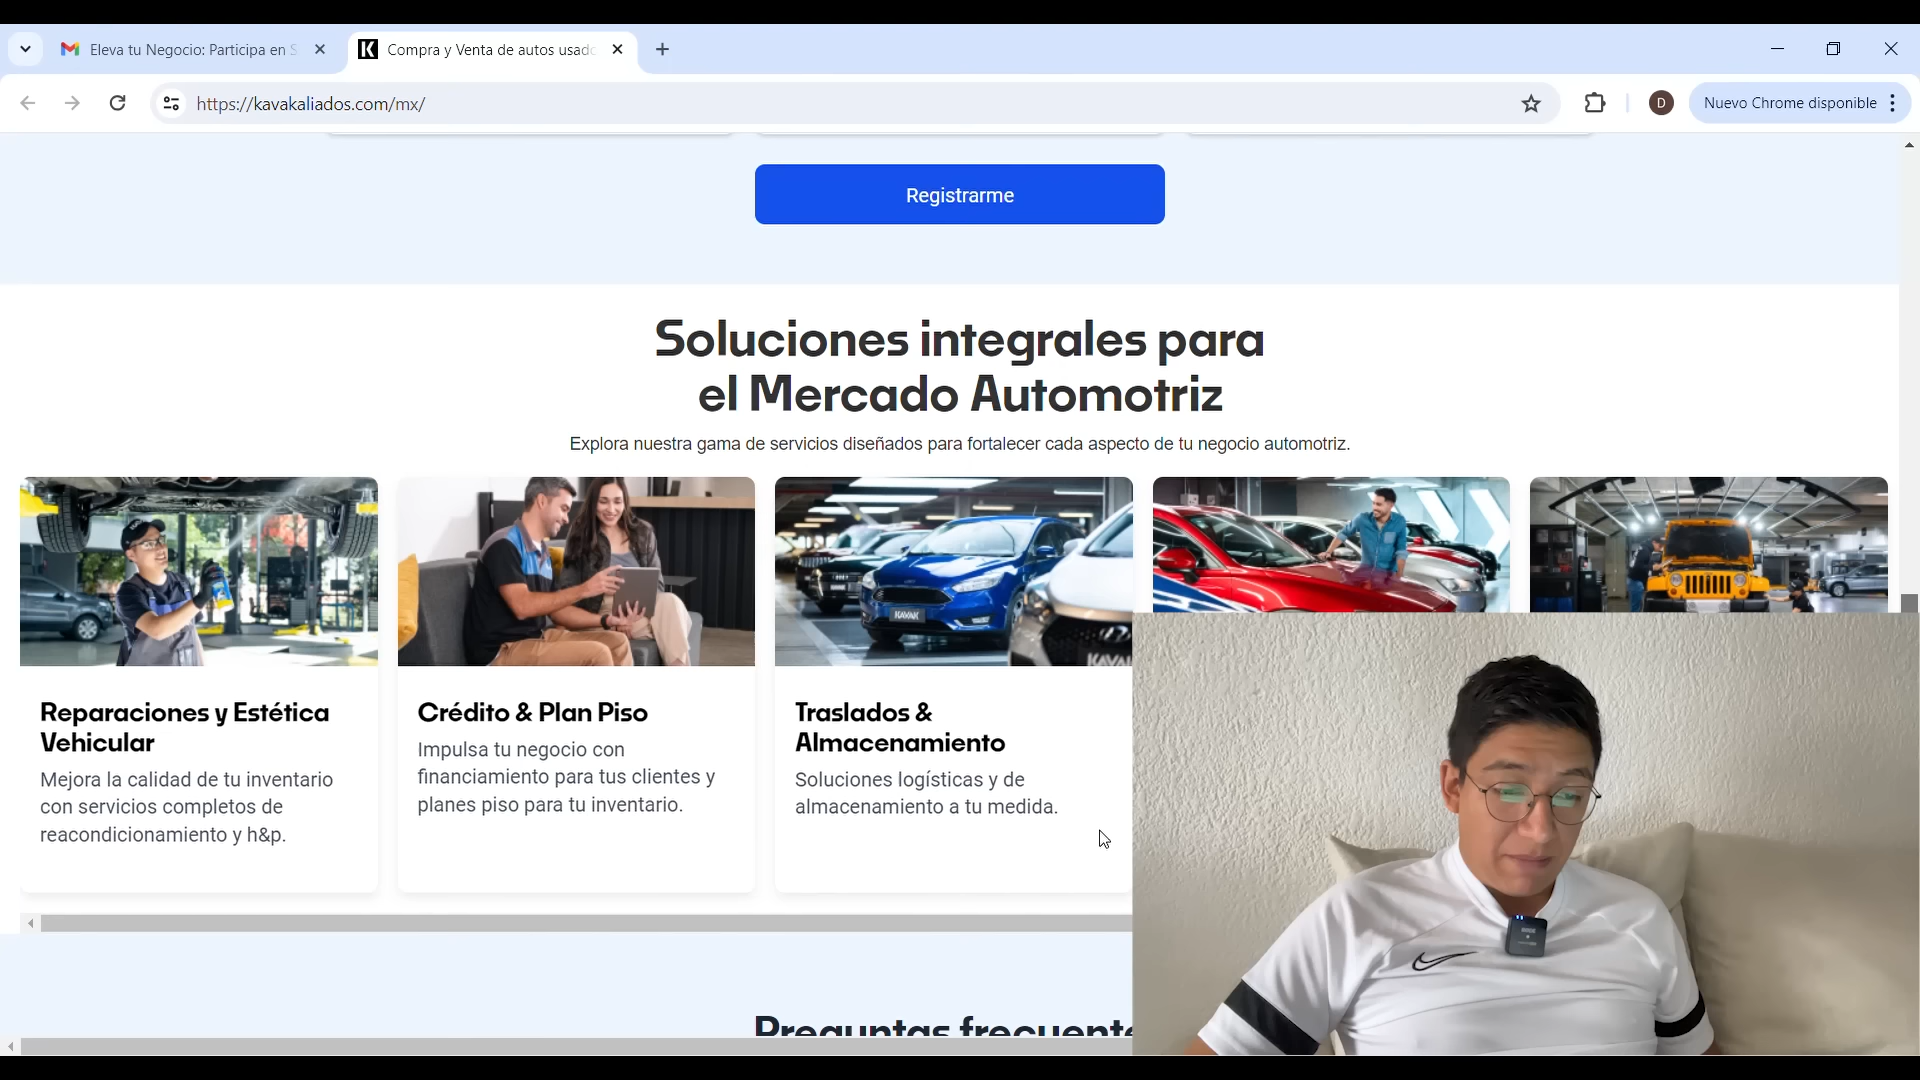 Eleva tu Negocio: Participa en S
Compra y Venta de autos usado
https://kavakaliados.com/mx/
D
Nuevo Chrome disponible
Registrarme
Soluciones integrales para
el Mercado Automotriz
Explora nuestra gama de servicios diseñados para fortalecer cada aspecto de tu negocio automotriz.
KAVAK
KAVAK
Reparaciones y Estética
Vehicular
Mejora la calidad de tu inventario
con servicios completos de
reacondicionamiento y h&p.
Crédito & Plan Piso
Impulsa tu negocio con
financiamiento para tus clientes y
planes piso para tu inventario.
Traslados &
Almacenamiento
Soluciones logísticas y de
almacenamiento a tu medida.
Preguntas frecuente